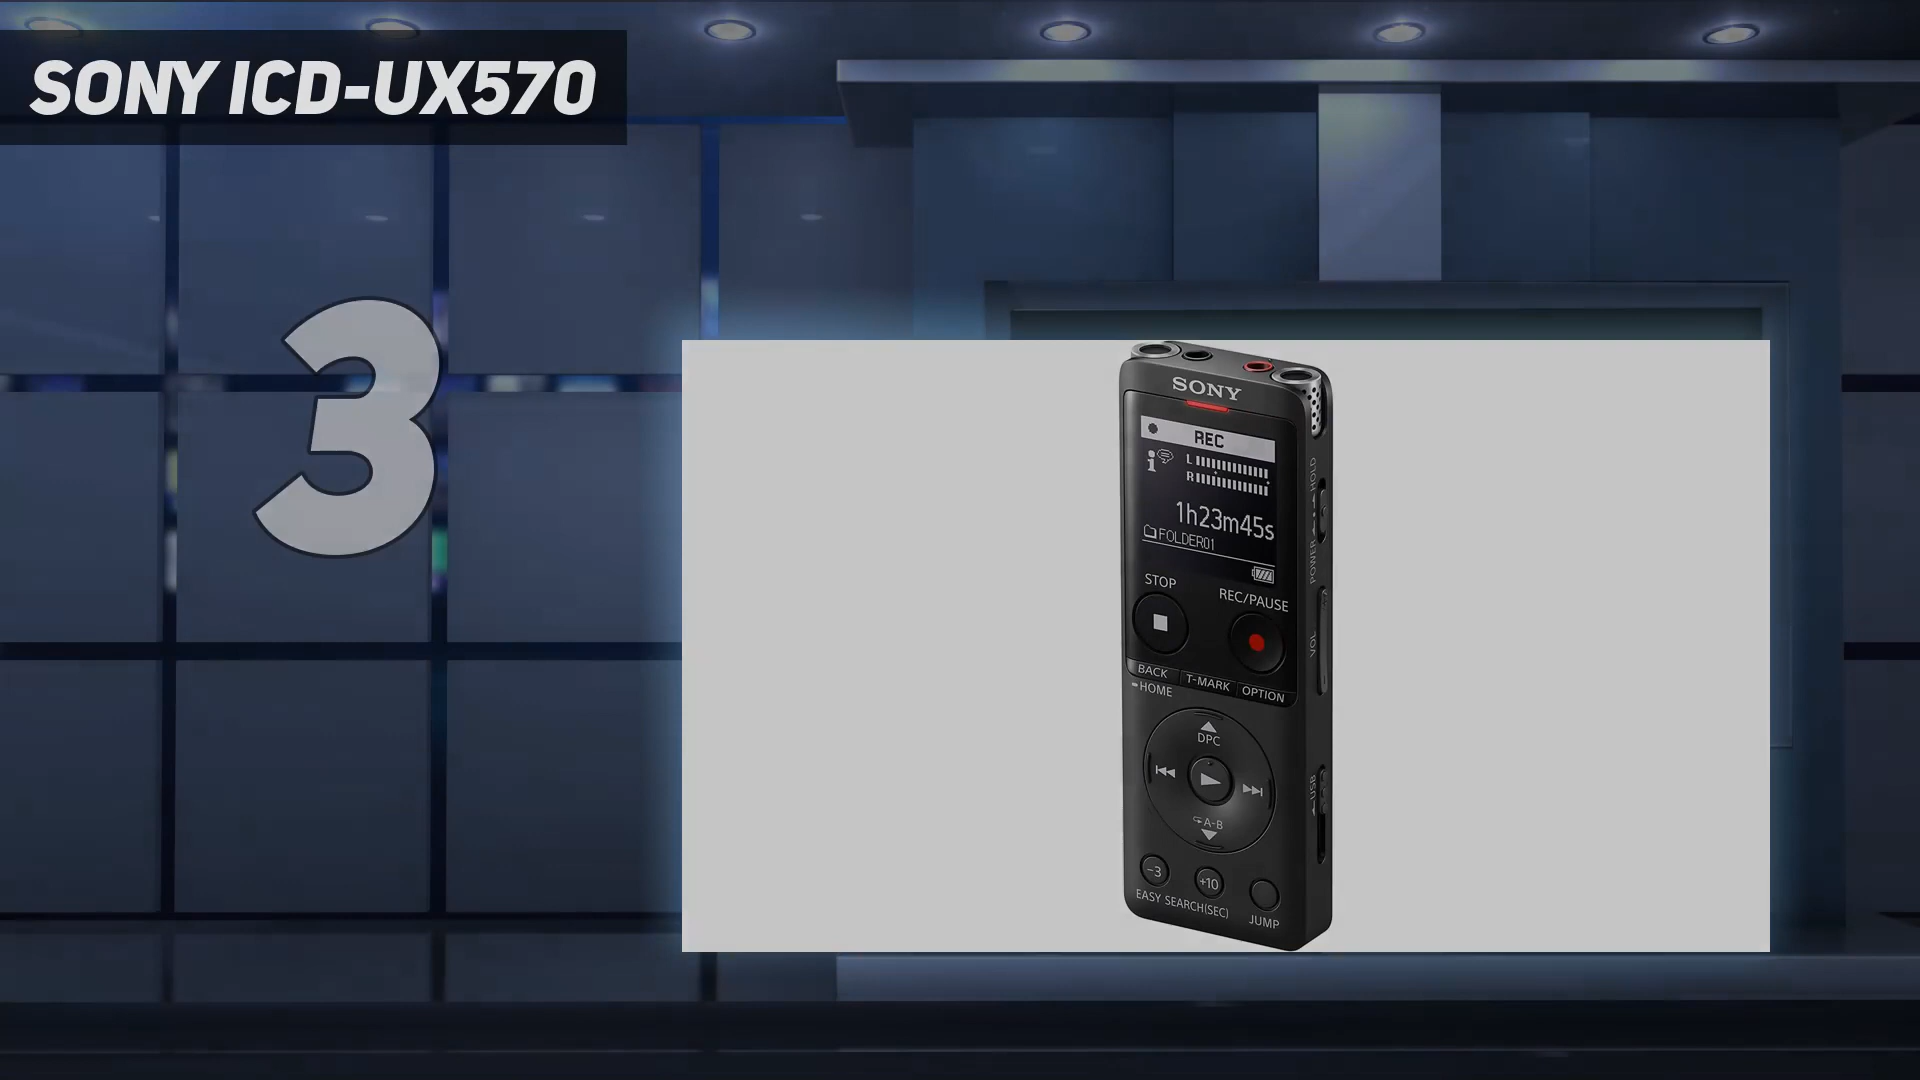 SONY ICD-UX570
3
SONY
REC
L
R
1h23m45s
FOLDER01
STOP
REC/PAUSE
BACK
T-MARK
OPTION
HOME
DPC
A-B
-3
+10
EASY SEARCH(SEC)
JUMP
HOLD
POWER
VOL
USB